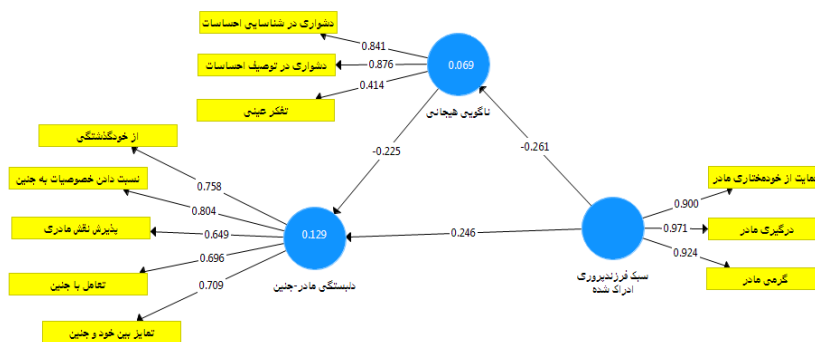 دشواری در شناسایی احساسات
0.841
دشواری در توصیف احساسات
0.876
0.069
0.414
تفکر عینی
ناگویی هیجانی
از خودگذشتگی
-0.225
-0.261
نسبت دادن خصوصیات به جنین
0.758
حمایت از خودمختاری مادر
0.804
0.900
پذیرش نقش مادری
0.649
0.129
0.246
0.971
درگیری مادر
0.696
0.924
تعامل با جنین
0.709
دلبستگی مادر-جنین
سبک فرزندپروری
ادراک شده
گرمی مادر
تمایز بین خود و جنین